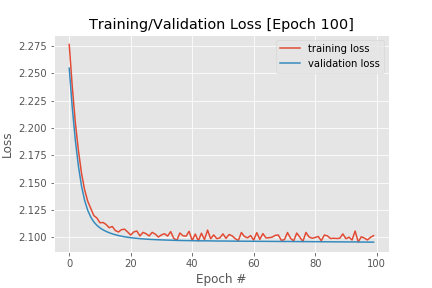 Training/Validation Loss [Epoch 100]
training loss
validation loss
2.275
2.250
2.225
2.200
2.175
2.150
2.125
2.100
Loss
0
20
40
60
80
100
Epoch #